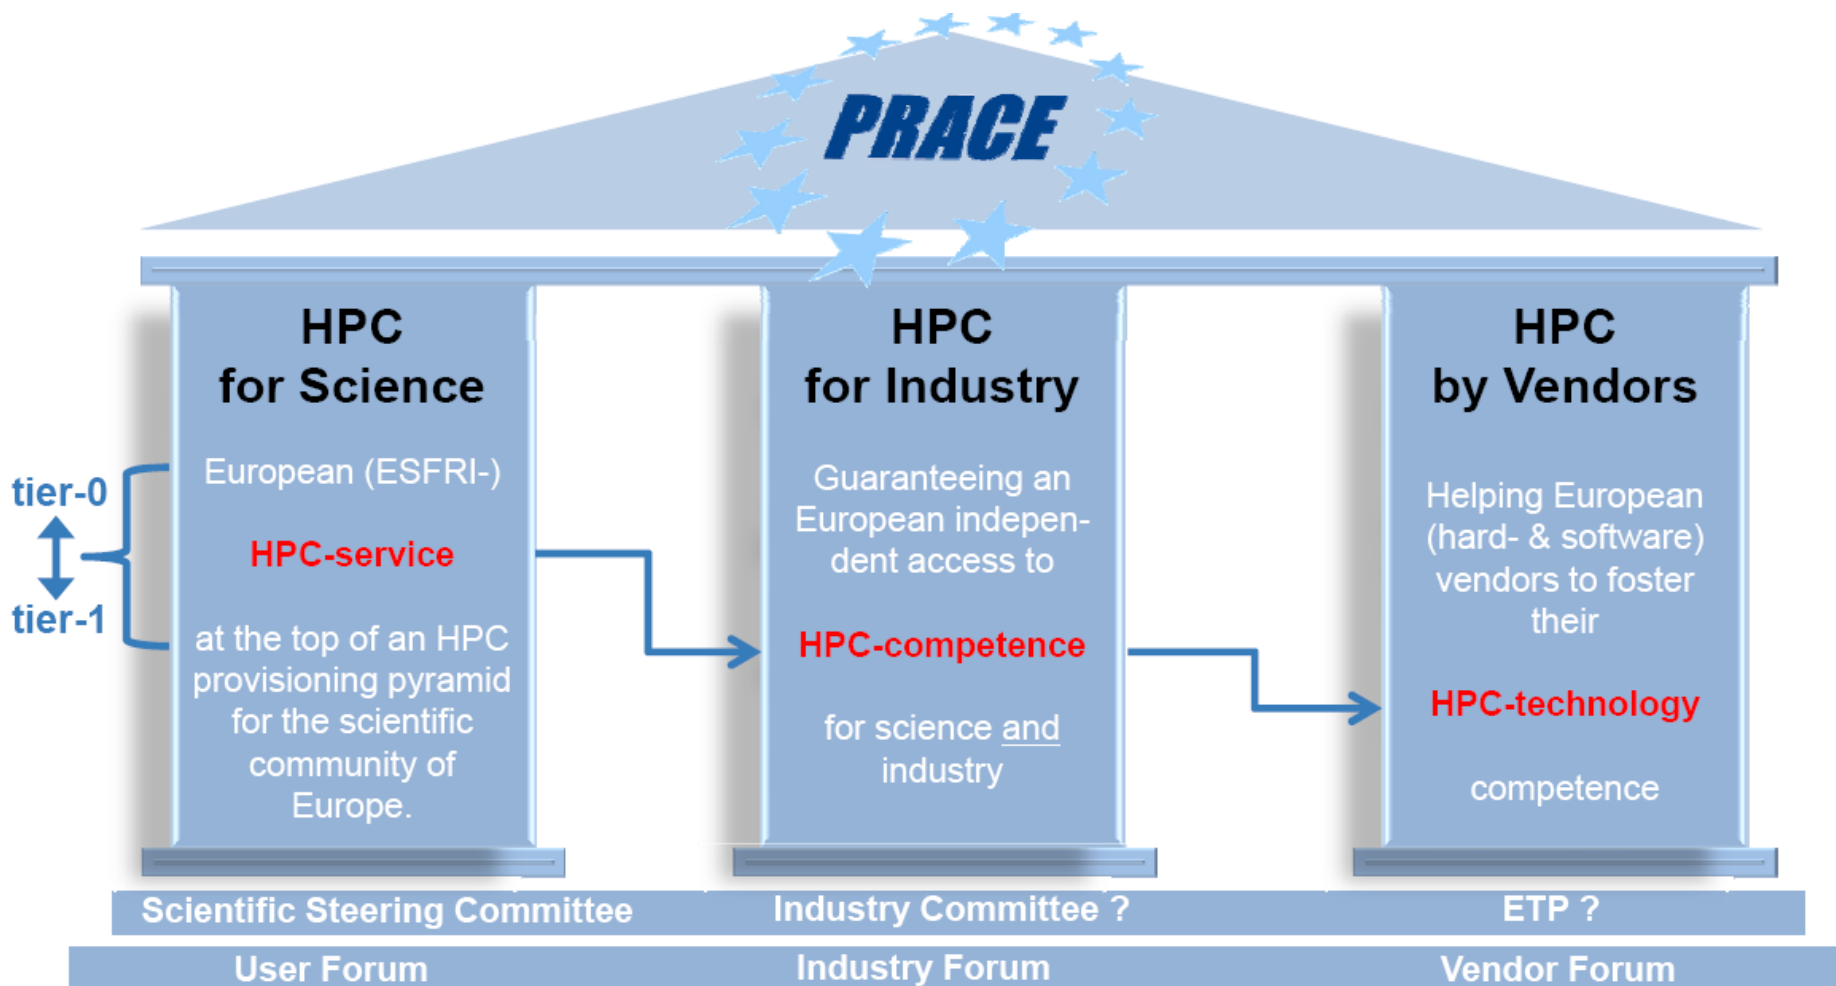 PRACE
HPC
for Science
European (ESFRI-)
HPC-service
at the top of an HPC
provisioning pyramid
for the scientific
community of
Europe.
tier-0
tier-1
HPC
for Industry
Guaranteeing an
European indepen-
dent access to
HPC-competence
for science and
industry
HPC
by Vendors
Helping European
(hard- & software)
vendors to foster
their
HPC-technology
competence
Scientific Steering Committee
Industry Committee ?
ETP ?
User Forum
Industry Forum
Vendor Forum